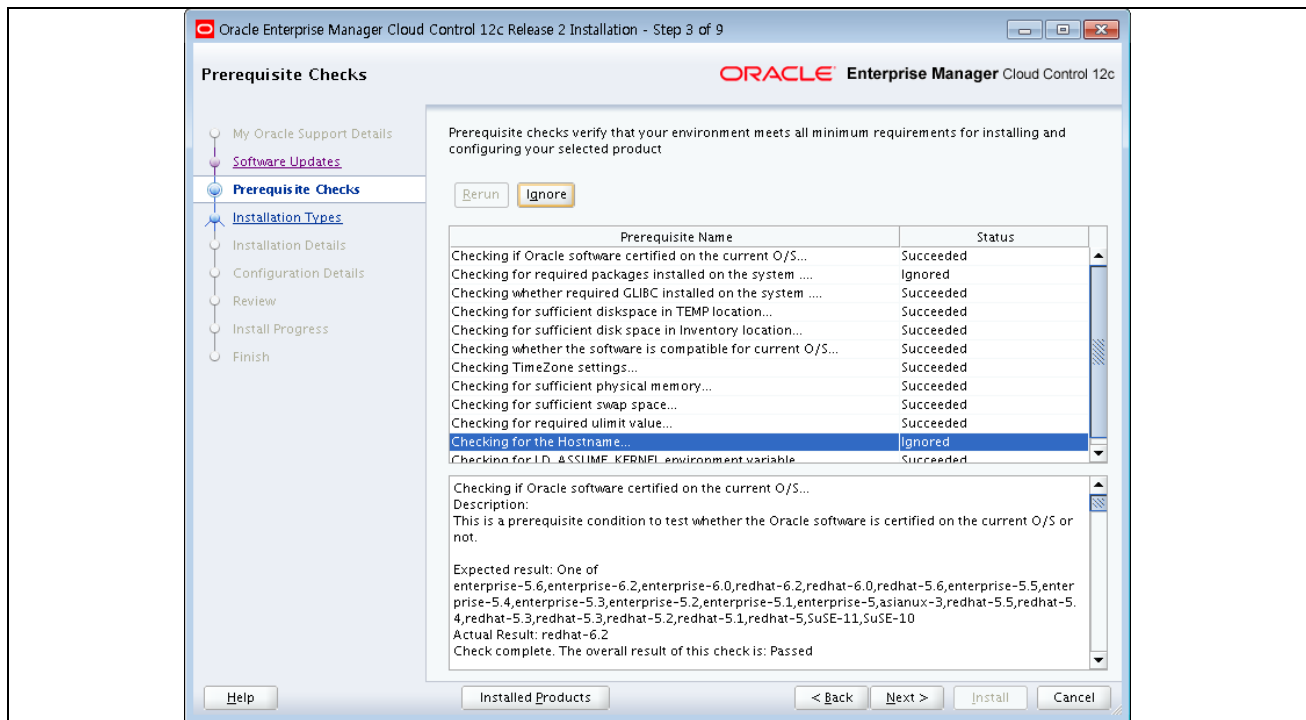 Oracle Enterprise Manager Cloud Control 12c Release 2 Installation - Step 3 of 9
Prerequisite Checks
ORACLE Enterprise Manager Cloud Control 12c
My Oracle Support Details
Software Updates
Prerequisite Checks
Installation Types
Installation Details
Configuration Details
Review
Install Progress
Finish
Prerequisite checks verify that your environment meets all minimum requirements for installing and
configuring your selected product
Rerun Ignore
Prerequisite Name Status
Checking if Oracle software certified on the current O/S... Succeeded
Checking for required packages installed on the system .... Ignored
Checking whether required GLIBC installed on the system .... Succeeded
Checking for sufficient diskspace in TEMP location... Succeeded
Checking for sufficient disk space in Inventory location... Succeeded
Checking whether the software is compatible for current O/S... Succeeded
Checking TimeZone settings... Succeeded
Checking for sufficient physical memory... Succeeded
Checking for sufficient swap space... Succeeded
Checking for required ulimit value... Succeeded
Checking for the Hostname... Ignored
Checking for LD_ASSUME_KERNEL environment variable Succeeded
Checking if Oracle software certified on the current O/S...
Description:
This is a prerequisite condition to test whether the Oracle software is certified on the current O/S or
not.
Expected result: One of
enterprise-5.6,enterprise-6.2,enterprise-6.0,redhat-6.2,redhat-6.0,redhat-5.6,enterprise-5.5,enter
prise-5.4,enterprise-5.3,enterprise-5.2,enterprise-5.1,enterprise-5,asianux-3,redhat-5.5,redhat-5.
4,redhat-5.3,redhat-5.3,redhat-5.2,redhat-5.1,redhat-5,SuSE-11,SuSE-10
Actual Result: redhat-6.2
Check complete. The overall result of this check is: Passed
Help Installed Products < Back Next > Install Cancel